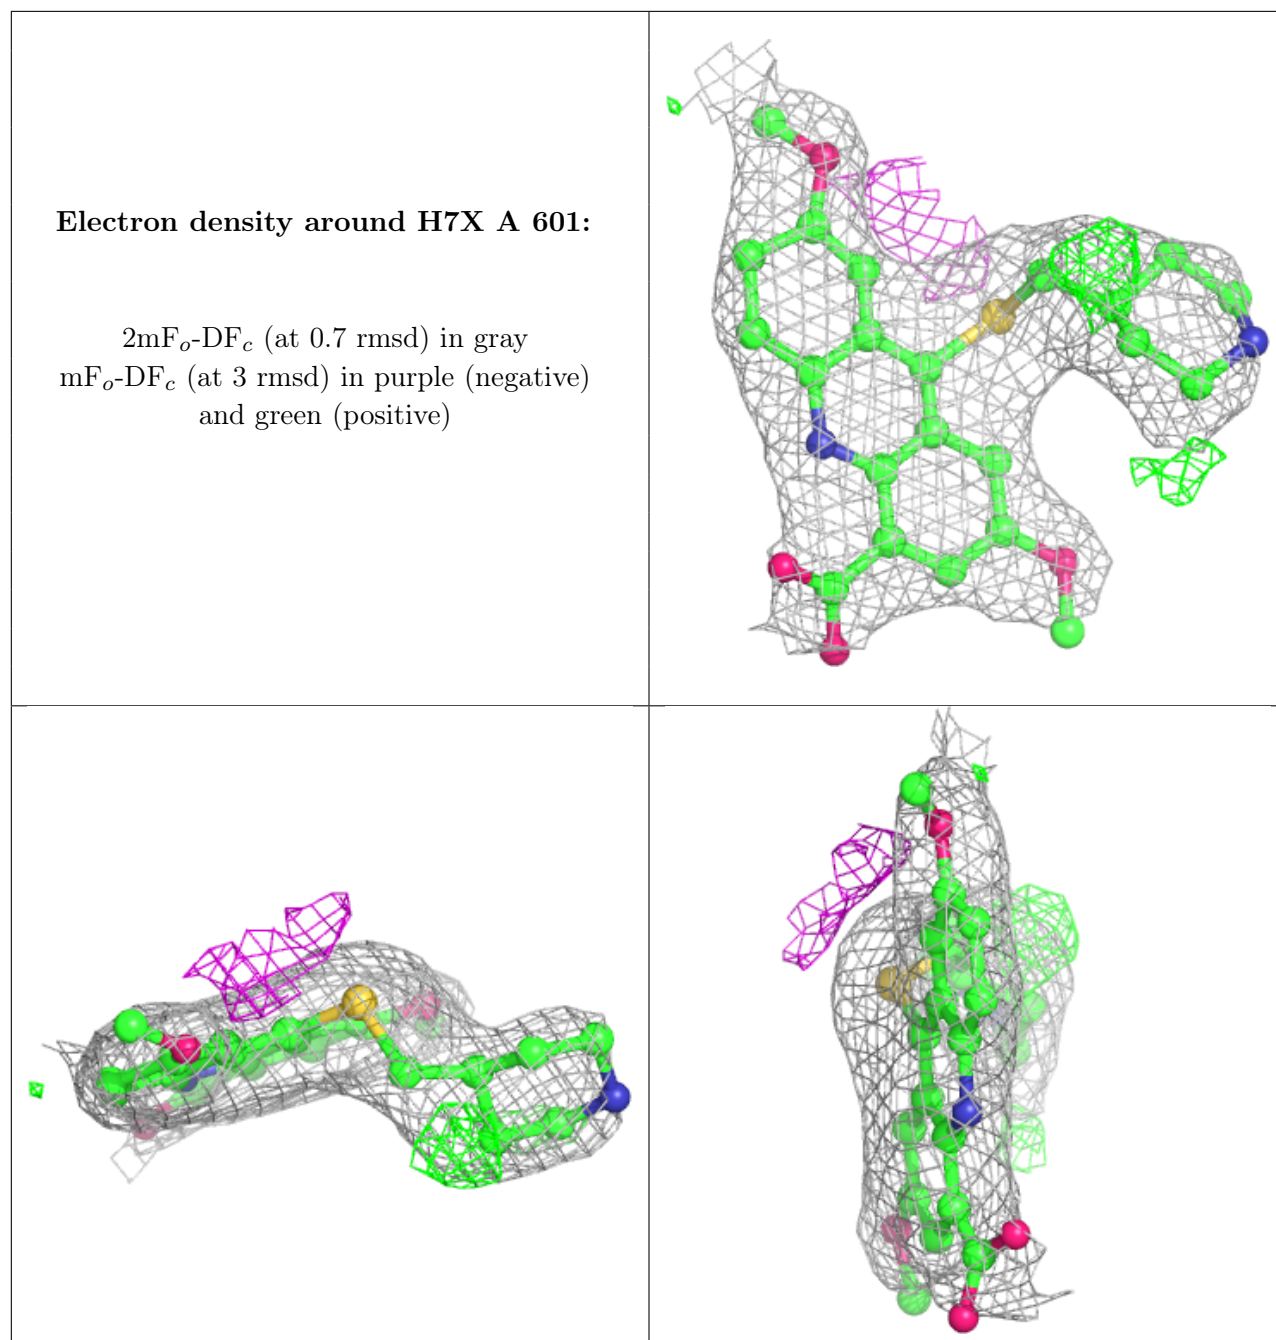 Electron density around H7X A 601:
2mFo-DFc (at 0.7 rmsd) in gray
mFo-DFc (at 3 rmsd) in purple (negative)
and green (positive)